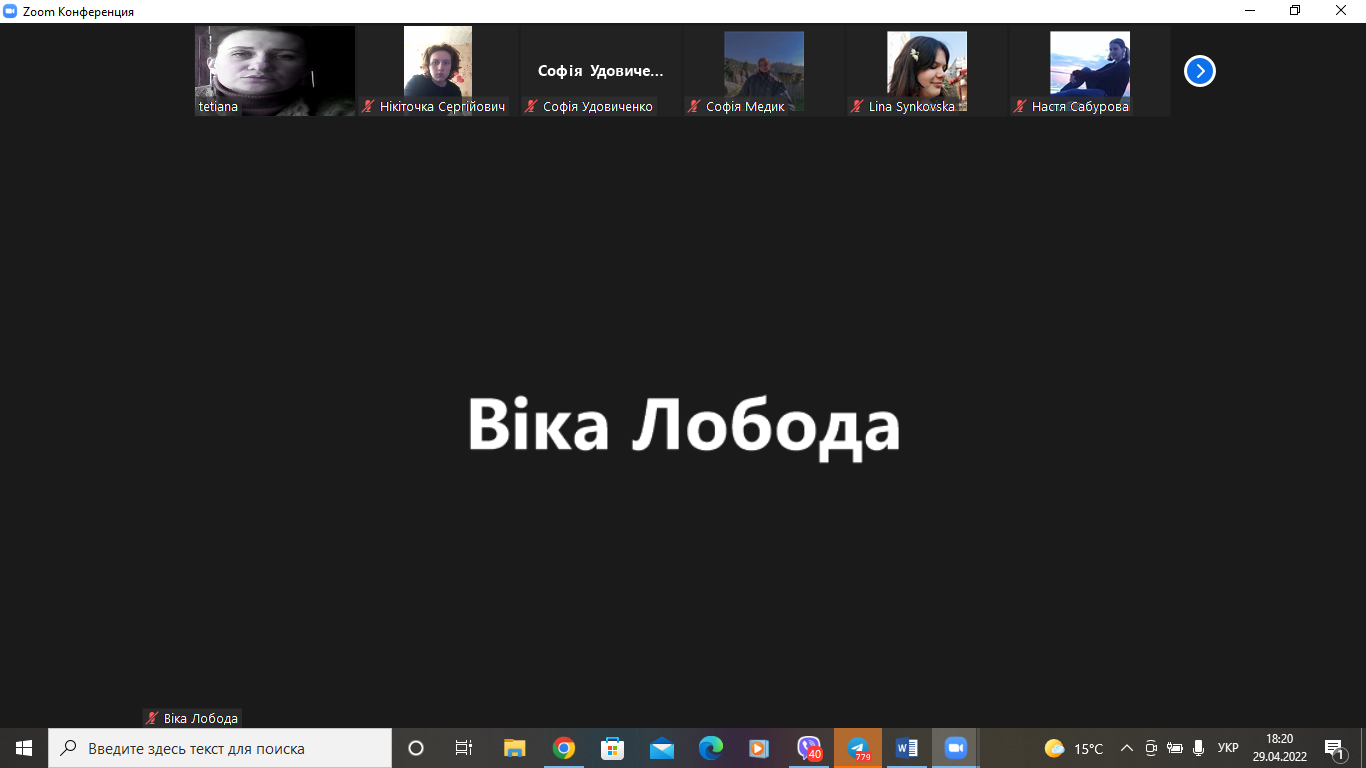 Zoom Конференция
Софія Удовиче...
tetiana
Нікіточка Сергійович
Софія Удовиченко
Софія Медик
Lina Synkovska
Настя Сабурова
Віка Лобода
Віка Лобода
Введите здесь текст для поиска
40
779
15°C
УКР
18:20
29.04.2022
1